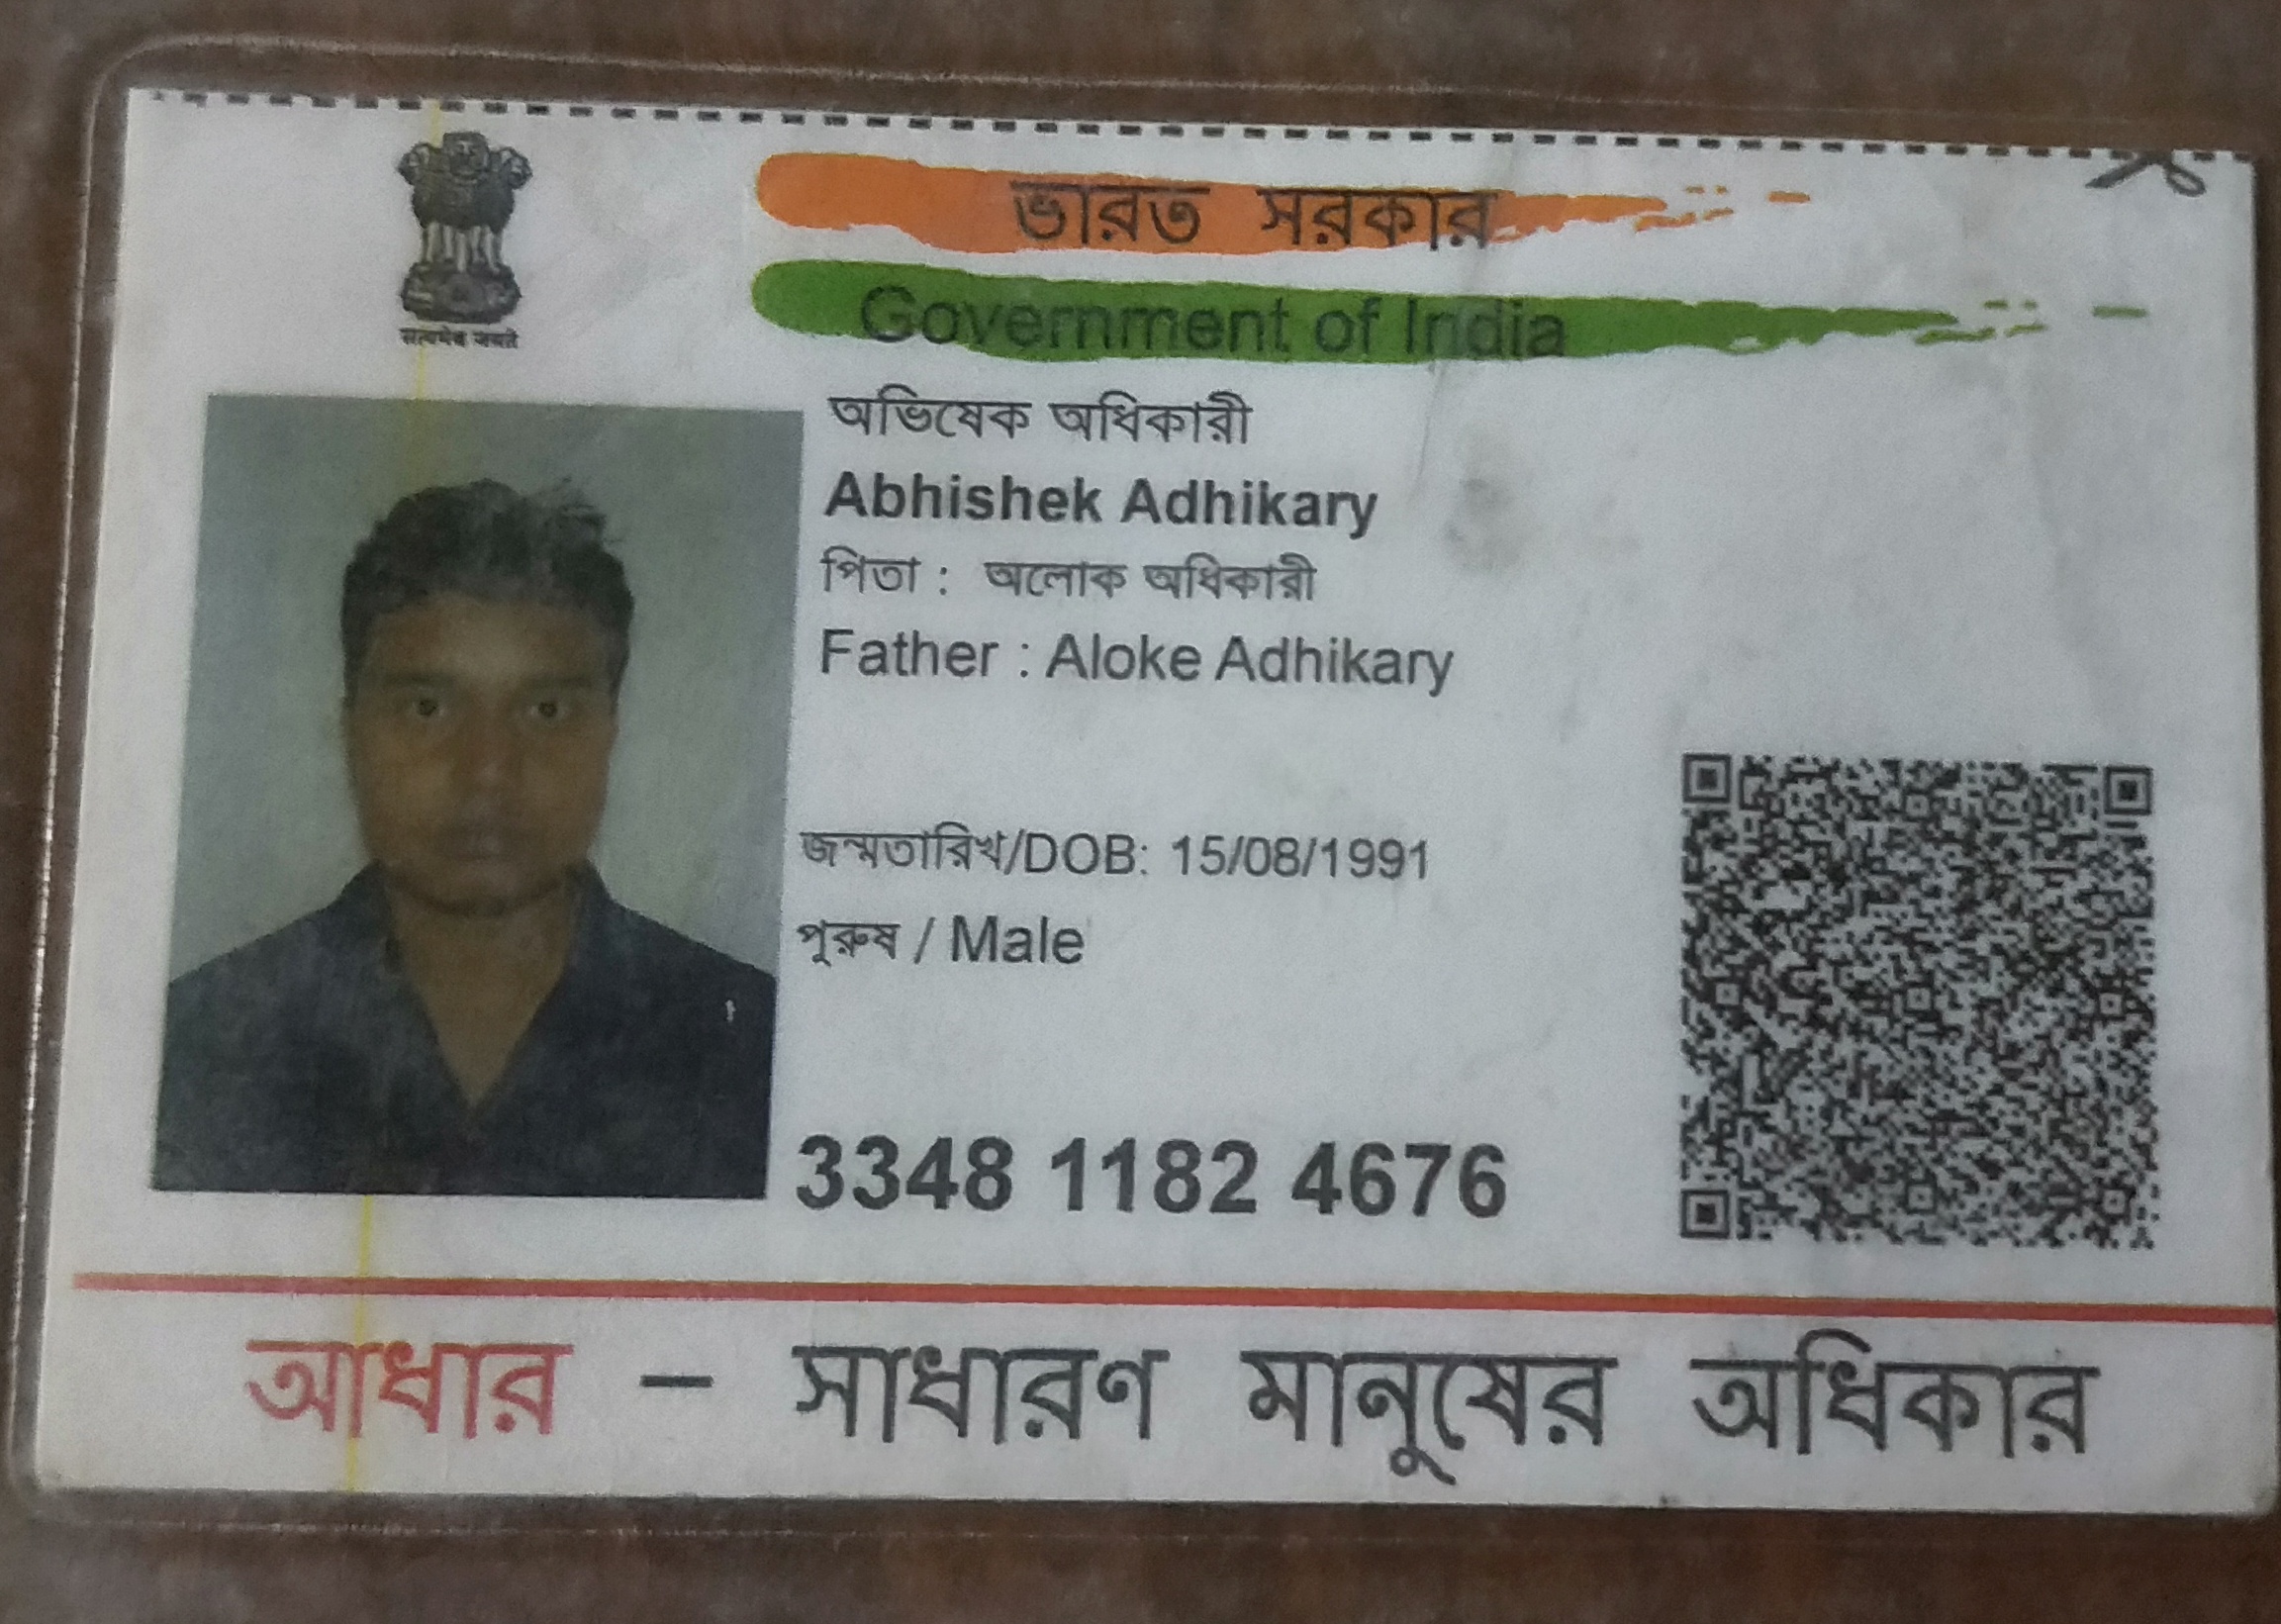 ভারত সরকার
Government of India
सत्यमेव जयते
অভিষেক অধিকারী
Abhishek Adhikary
পিতা : অলোক অধিকারী
Father : Aloke Adhikary
জন্মতারিখ/DOB: 15/08/1991
পুরুষ / Male
3348 1182 4676
আধার – সাধারণ মানুষের অধিকার